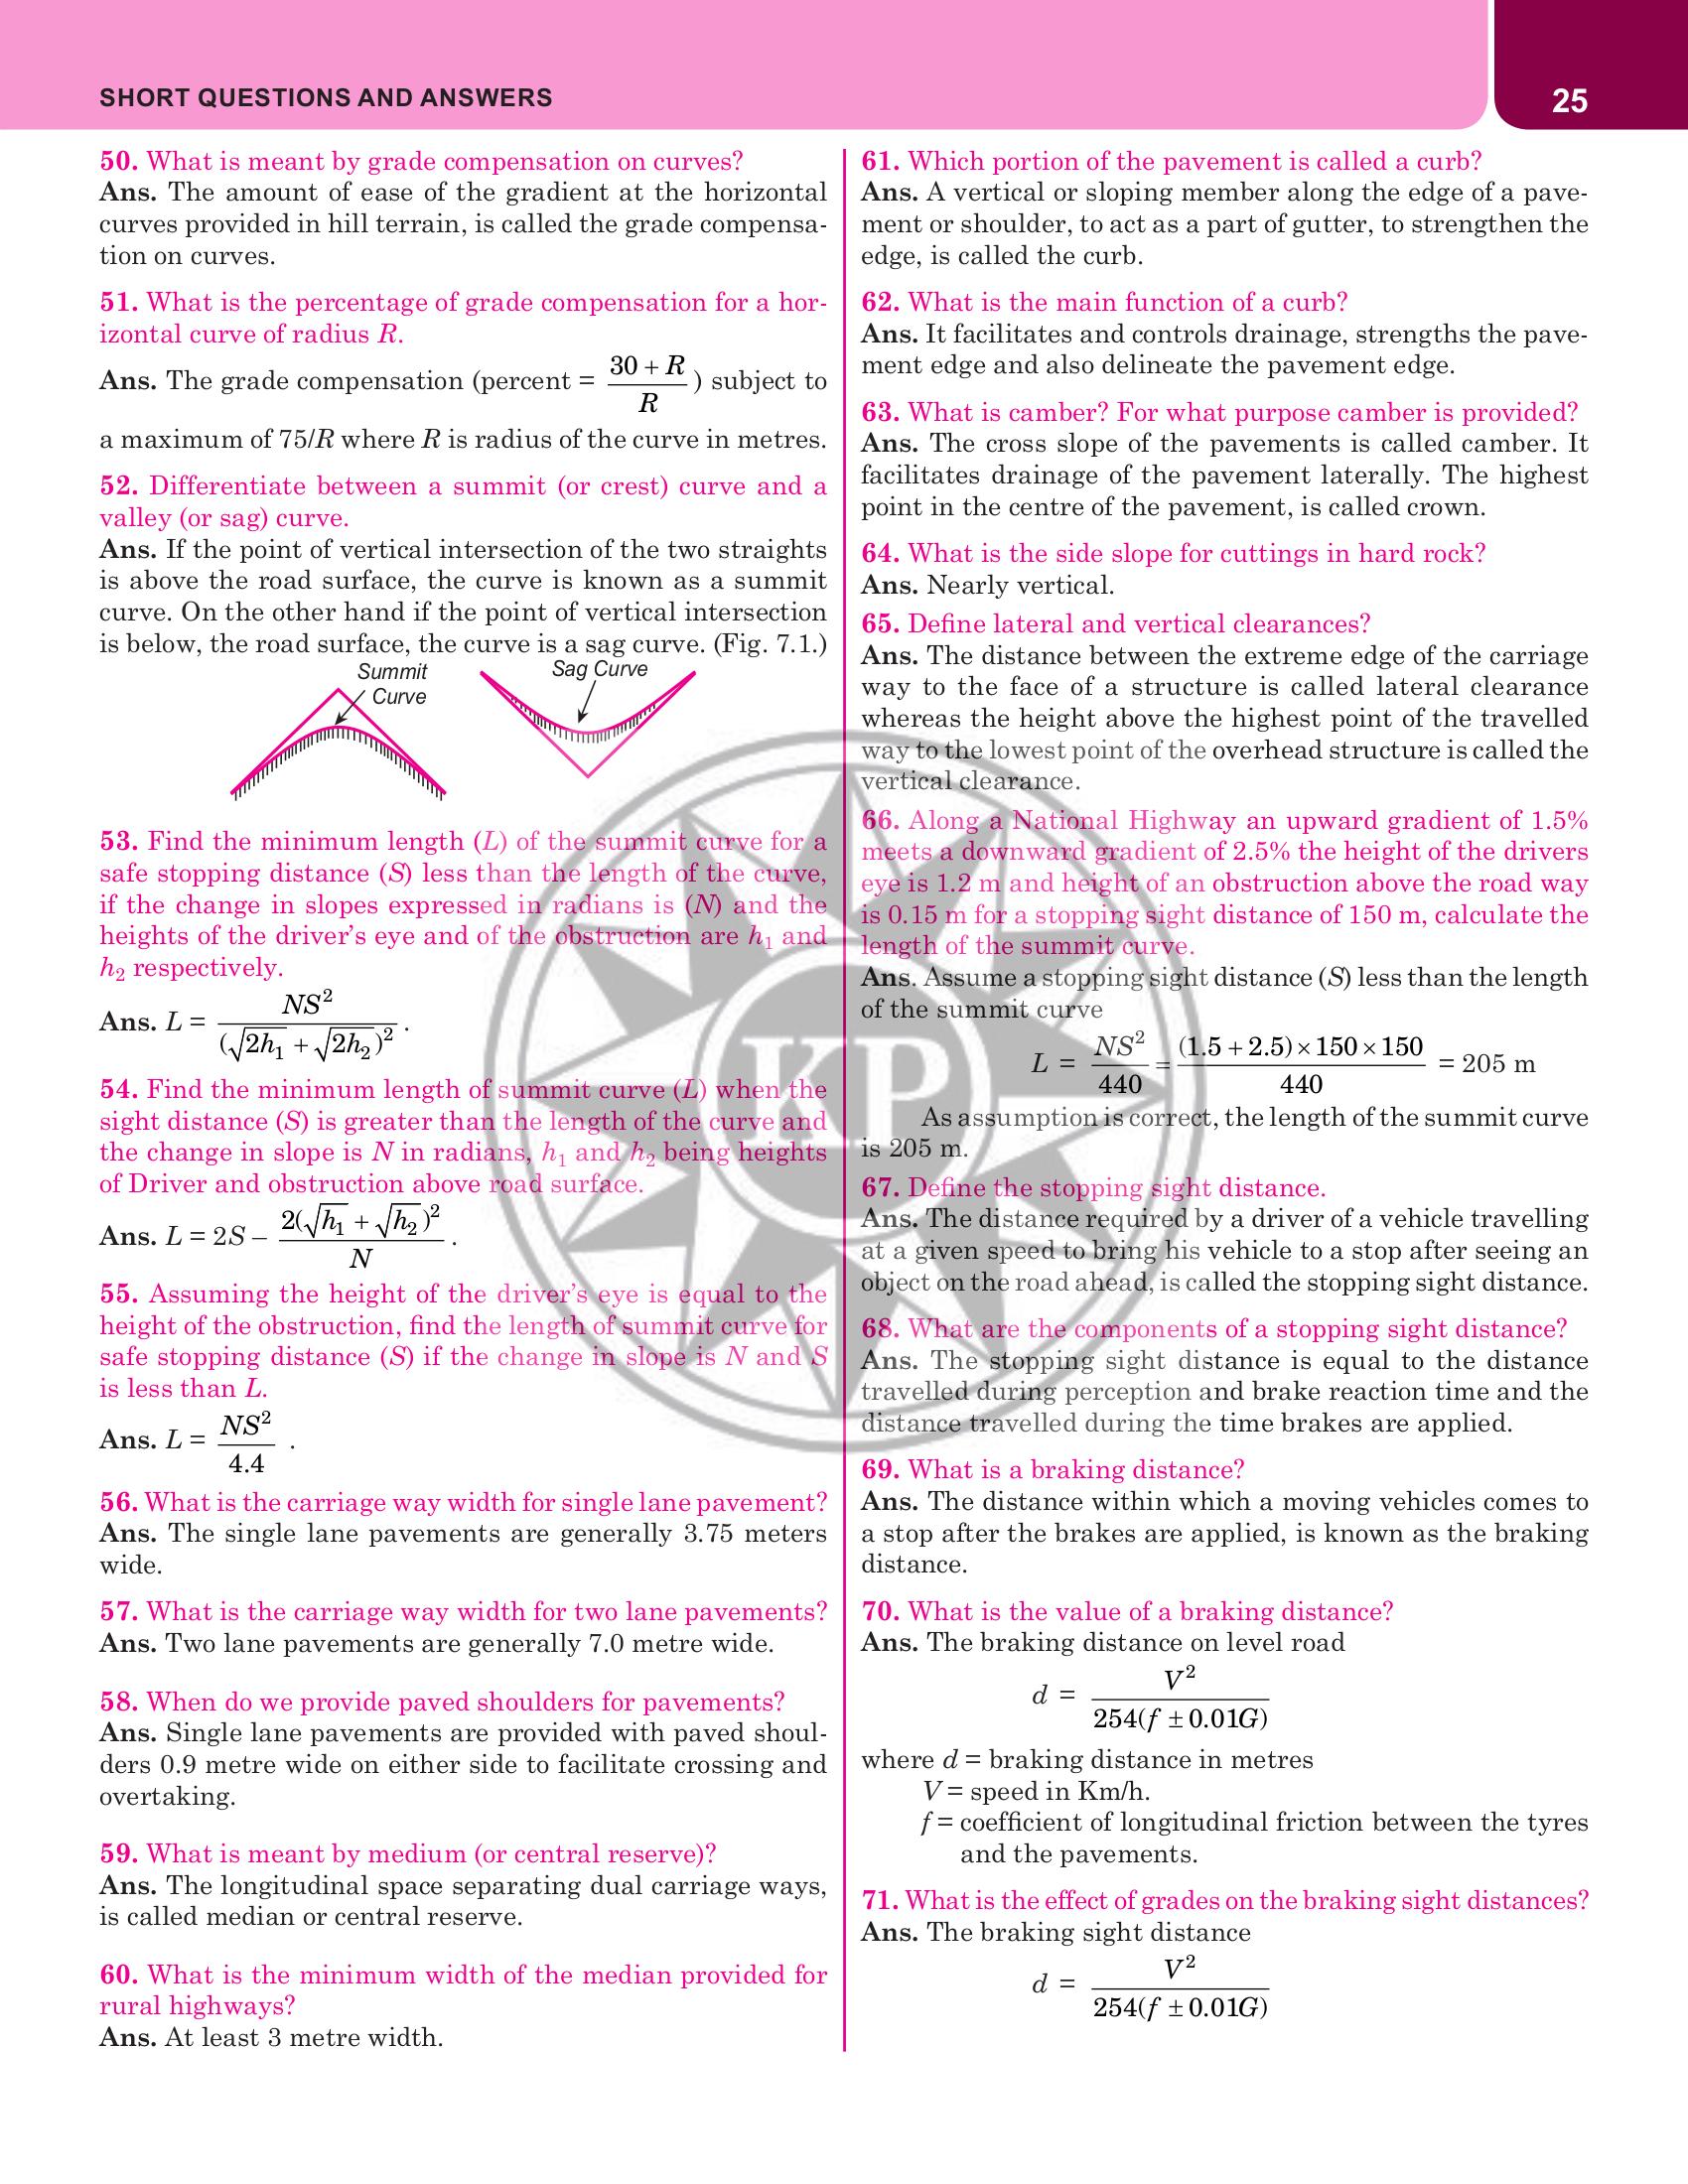 SHORT QUESTIONS AND ANSWERS
25
50. What is meant by grade compensation on curves?
Ans. The amount of ease of the gradient at the horizontal
curves provided in hill terrain, is called the grade compensa-
tion on curves.
51. What is the percentage of grade compensation for a hor-
izontal curve of radius R.
Ans. The grade compensation (percent = (30 + R)/R ) subject to
a maximum of 75/R where R is radius of the curve in metres.
52. Differentiate between a summit (or crest) curve and a
valley (or sag) curve.
Ans. If the point of vertical intersection of the two straights
is above the road surface, the curve is known as a summit
curve. On the other hand if the point of vertical intersection
is below, the road surface, the curve is a sag curve. (Fig. 7.1.)
Summit
Curve
Sag Curve
53. Find the minimum length (L) of the summit curve for a
safe stopping distance (S) less than the length of the curve,
if the change in slopes expressed in radians is (N) and the
heights of the driver’s eye and of the obstruction are h₁ and
h₂ respectively.
Ans. L = NS²/(√2h₁ + √2h₂)² .
54. Find the minimum length of summit curve (L) when the
sight distance (S) is greater than the length of the curve and
the change in slope is N in radians, h₁ and h₂ being heights
of Driver and obstruction above road surface.
Ans. L = 2S – 2(√h₁ + √h₂)²/N .
55. Assuming the height of the driver’s eye is equal to the
height of the obstruction, find the length of summit curve for
safe stopping distance (S) if the change in slope is N and S
is less than L.
Ans. L = NS²/4.4 .
56. What is the carriage way width for single lane pavement?
Ans. The single lane pavements are generally 3.75 meters
wide.
57. What is the carriage way width for two lane pavements?
Ans. Two lane pavements are generally 7.0 metre wide.
58. When do we provide paved shoulders for pavements?
Ans. Single lane pavements are provided with paved shoul-
ders 0.9 metre wide on either side to facilitate crossing and
overtaking.
59. What is meant by medium (or central reserve)?
Ans. The longitudinal space separating dual carriage ways,
is called median or central reserve.
60. What is the minimum width of the median provided for
rural highways?
Ans. At least 3 metre width.
61. Which portion of the pavement is called a curb?
Ans. A vertical or sloping member along the edge of a pave-
ment or shoulder, to act as a part of gutter, to strengthen the
edge, is called the curb.
62. What is the main function of a curb?
Ans. It facilitates and controls drainage, strengths the pave-
ment edge and also delineate the pavement edge.
63. What is camber? For what purpose camber is provided?
Ans. The cross slope of the pavements is called camber. It
facilitates drainage of the pavement laterally. The highest
point in the centre of the pavement, is called crown.
64. What is the side slope for cuttings in hard rock?
Ans. Nearly vertical.
65. Define lateral and vertical clearances?
Ans. The distance between the extreme edge of the carriage
way to the face of a structure is called lateral clearance
whereas the height above the highest point of the travelled
way to the lowest point of the overhead structure is called the
vertical clearance.
66. Along a National Highway an upward gradient of 1.5%
meets a downward gradient of 2.5% the height of the drivers
eye is 1.2 m and height of an obstruction above the road way
is 0.15 m for a stopping sight distance of 150 m, calculate the
length of the summit curve.
Ans. Assume a stopping sight distance (S) less than the length
of the summit curve
L = NS²/440 = (1.5 + 2.5) × 150 × 150/440 = 205 m
As assumption is correct, the length of the summit curve
is 205 m.
67. Define the stopping sight distance.
Ans. The distance required by a driver of a vehicle travelling
at a given speed to bring his vehicle to a stop after seeing an
object on the road ahead, is called the stopping sight distance.
68. What are the components of a stopping sight distance?
Ans. The stopping sight distance is equal to the distance
travelled during perception and brake reaction time and the
distance travelled during the time brakes are applied.
69. What is a braking distance?
Ans. The distance within which a moving vehicles comes to
a stop after the brakes are applied, is known as the braking
distance.
70. What is the value of a braking distance?
Ans. The braking distance on level road
d = V²/254(f ± 0.01G)
where d = braking distance in metres
V = speed in Km/h.
f = coefficient of longitudinal friction between the tyres
and the pavements.
71. What is the effect of grades on the braking sight distances?
Ans. The braking sight distance
d = V²/254(f ± 0.01G)
KP